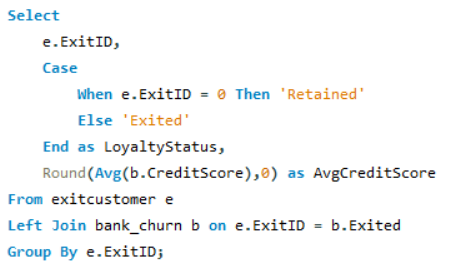 Select
e.ExitID,
Case
When e.ExitID = 0 Then 'Retained'
Else 'Exited'
End as LoyaltyStatus,
Round(Avg(b.CreditScore),0) as AvgCreditScore
From exitcustomer e
Left Join bank_churn b on e.ExitID = b.Exited
Group By e.ExitID;